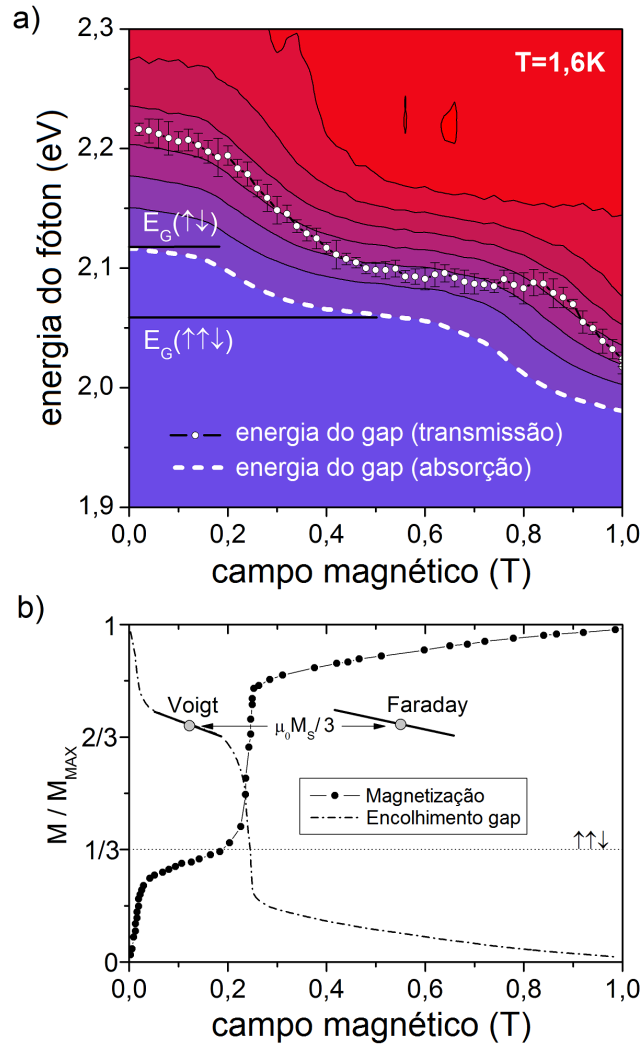 a)
2,3
2,2
2,1
2,0
1,9
energia do fóton (eV)
T=1,6K
E_G(↑↓)
E_G(↑↑↓)
energia do gap (transmissão)
energia do gap (absorção)
0,0 0,2 0,4 0,6 0,8 1,0
campo magnético (T)
b)
1
2/3
1/3
0
M / M_MAX
Voigt
μ₀M_S/3
Faraday
Magnetização
Encolhimento gap
↑↑↓
0,0 0,2 0,4 0,6 0,8 1,0
campo magnético (T)